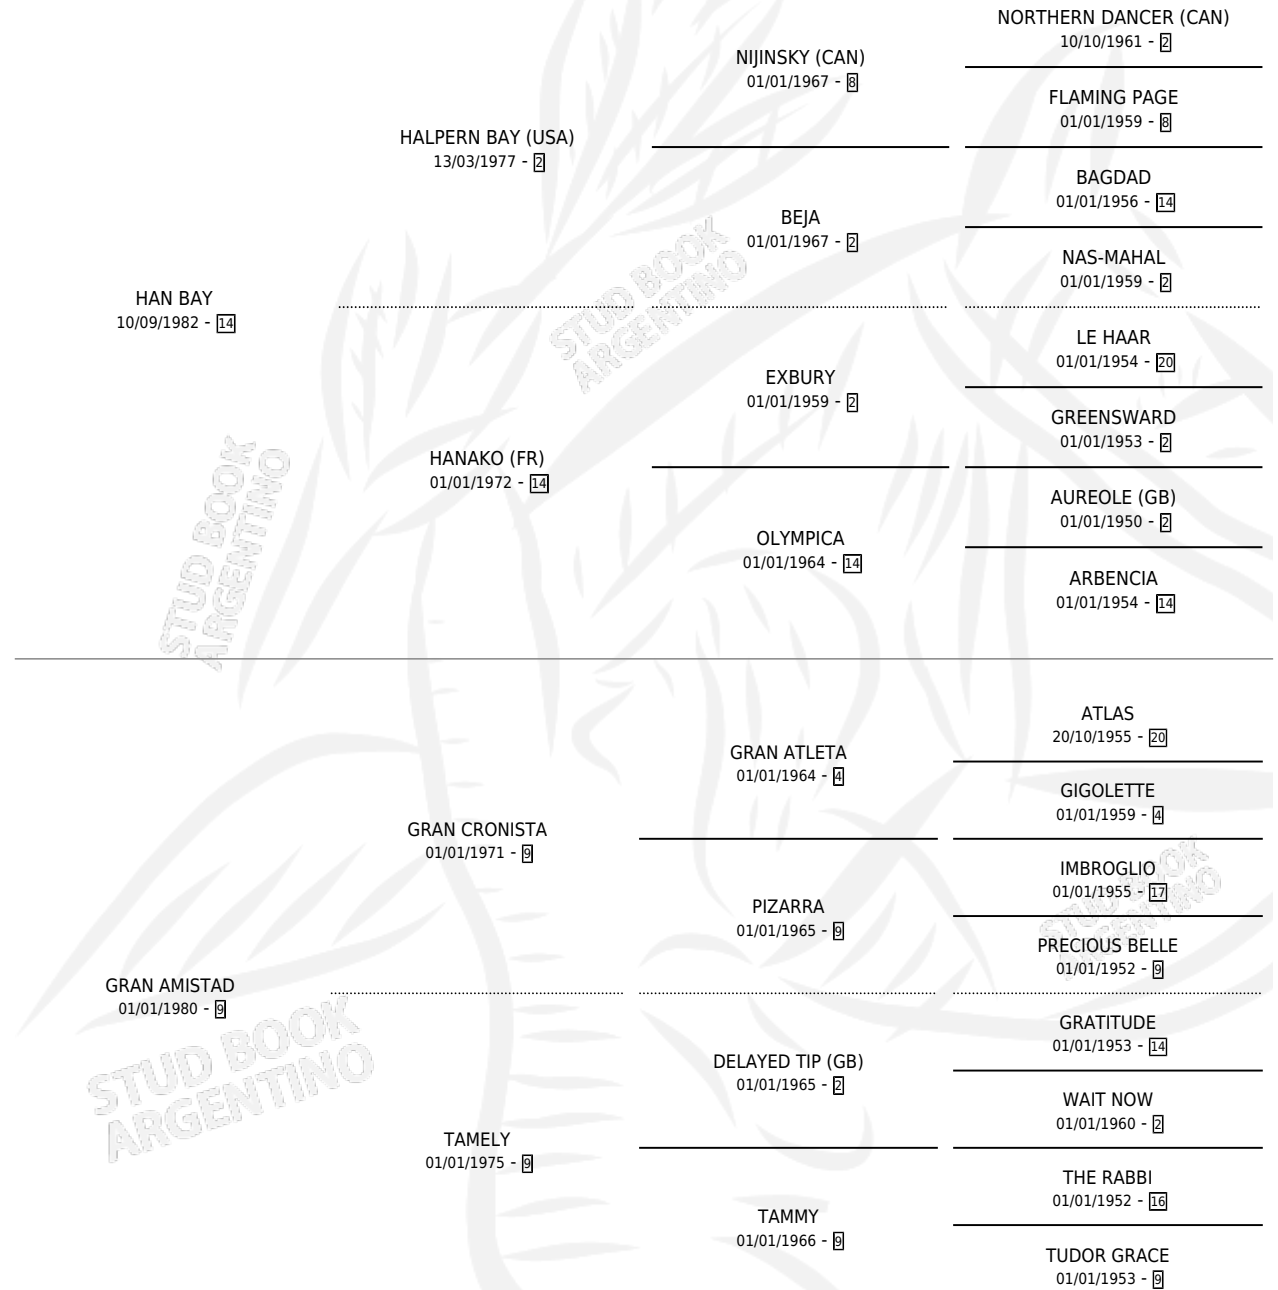 NORTHERN DANCER (CAN)
10/10/1961 - 2
NIJINSKY (CAN)
01/01/1967 - 8
FLAMING PAGE
01/01/1959 - 8
HALPERN BAY (USA)
13/03/1977 - 2
BAGDAD
01/01/1956 - 14
BEJA
01/01/1967 - 2
NAS-MAHAL
01/01/1959 - 2
HAN BAY
10/09/1982 - 14
LE HAAR
01/01/1954 - 20
EXBURY
01/01/1959 - 2
GREENSWARD
01/01/1953 - 2
HANAKO (FR)
01/01/1972 - 14
AUREOLE (GB)
01/01/1950 - 2
OLYMPICA
01/01/1964 - 14
ARBENCIA
01/01/1954 - 14
ATLAS
20/10/1955 - 20
GRAN ATLETA
01/01/1964 - 4
GIGOLETTE
01/01/1959 - 4
GRAN CRONISTA
01/01/1971 - 9
IMBROGLIO
01/01/1955 - 17
PIZARRA
01/01/1965 - 9
PRECIOUS BELLE
01/01/1952 - 9
GRAN AMISTAD
01/01/1980 - 9
GRATITUDE
01/01/1953 - 14
DELAYED TIP (GB)
01/01/1965 - 2
WAIT NOW
01/01/1960 - 2
TAMELY
01/01/1975 - 9
THE RABBI
01/01/1952 - 16
TAMMY
01/01/1966 - 9
TUDOR GRACE
01/01/1953 - 9
STUD BOOK
ARGENTINO
STUD BOOK
ARGENTINO
STUD BOOK
ARGENTINO
STUD BOOK
ARGENTINO